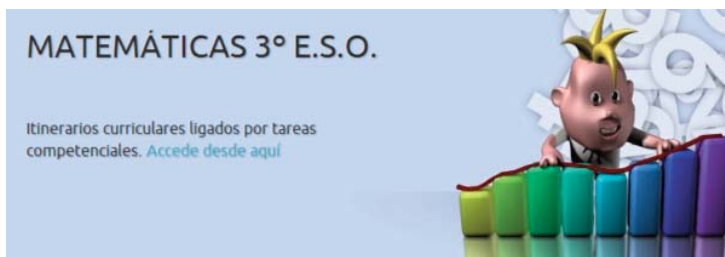 MATEMÁTICAS 3º E.S.O.
Itinerarios curriculares ligados por tareas
competenciales. Accede desde aquí